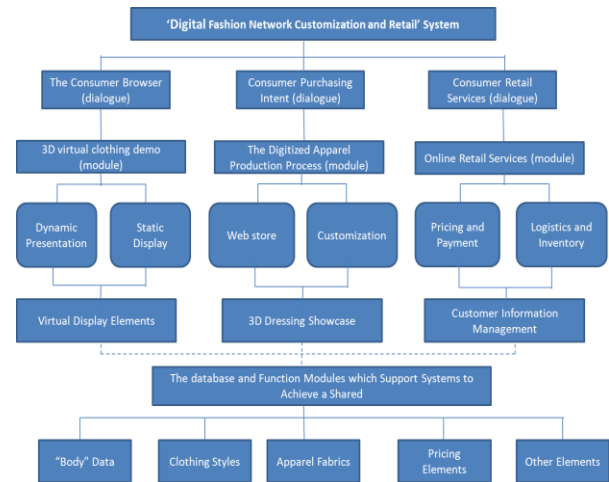 ‘Digital Fashion Network Customization and Retail’ System
The Consumer Browser
(dialogue)
Consumer Purchasing
Intent (dialogue)
Consumer Retail
Services (dialogue)
3D virtual clothing demo
(module)
The Digitized Apparel
Production Process (module)
Online Retail Services (module)
Dynamic
Presentation
Static
Display
Web store
Customization
Pricing and
Payment
Logistics and
Inventory
Virtual Display Elements
3D Dressing Showcase
Customer Information
Management
The database and Function Modules which Support Systems to
Achieve a Shared
"Body" Data
Clothing Styles
Apparel Fabrics
Pricing
Elements
Other Elements